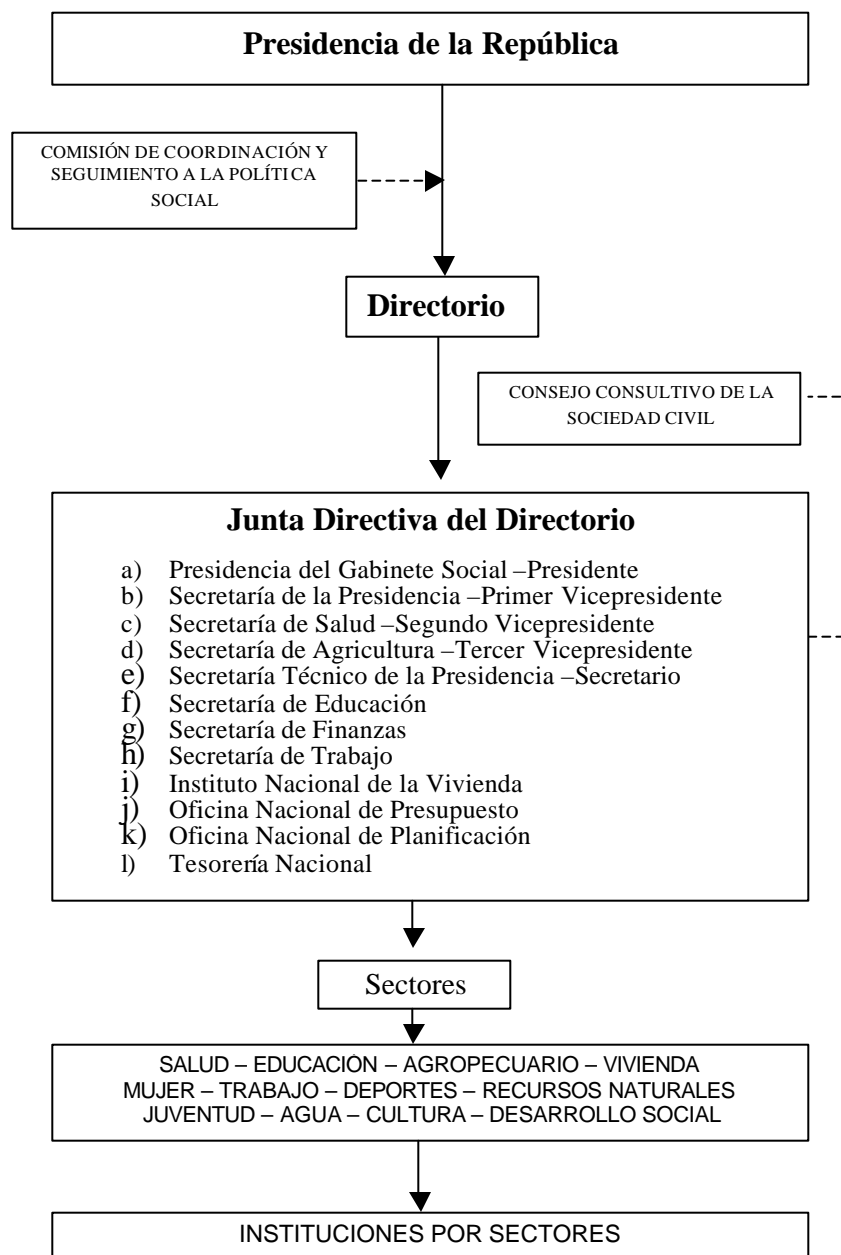 Presidencia de la República
COMISIÓN DE COORDINACIÓN Y
SEGUIMIENTO A LA POLÍTICA
SOCIAL
Directorio
CONSEJO CONSULTIVO DE LA
SOCIEDAD CIVIL
Junta Directiva del Directorio
a) Presidencia del Gabinete Social –Presidente
b) Secretaría de la Presidencia –Primer Vicepresidente
c) Secretaría de Salud –Segundo Vicepresidente
d) Secretaría de Agricultura –Tercer Vicepresidente
e) Secretaría Técnico de la Presidencia –Secretario
f) Secretaría de Educación
g) Secretaría de Finanzas
h) Secretaría de Trabajo
i) Instituto Nacional de la Vivienda
j) Oficina Nacional de Presupuesto
k) Oficina Nacional de Planificación
l) Tesorería Nacional
Sectores
SALUD – EDUCACIÓN – AGROPECUARIO – VIVIENDA
MUJER – TRABAJO – DEPORTES – RECURSOS NATURALES
JUVENTUD – AGUA – CULTURA – DESARROLLO SOCIAL
INSTITUCIONES POR SECTORES